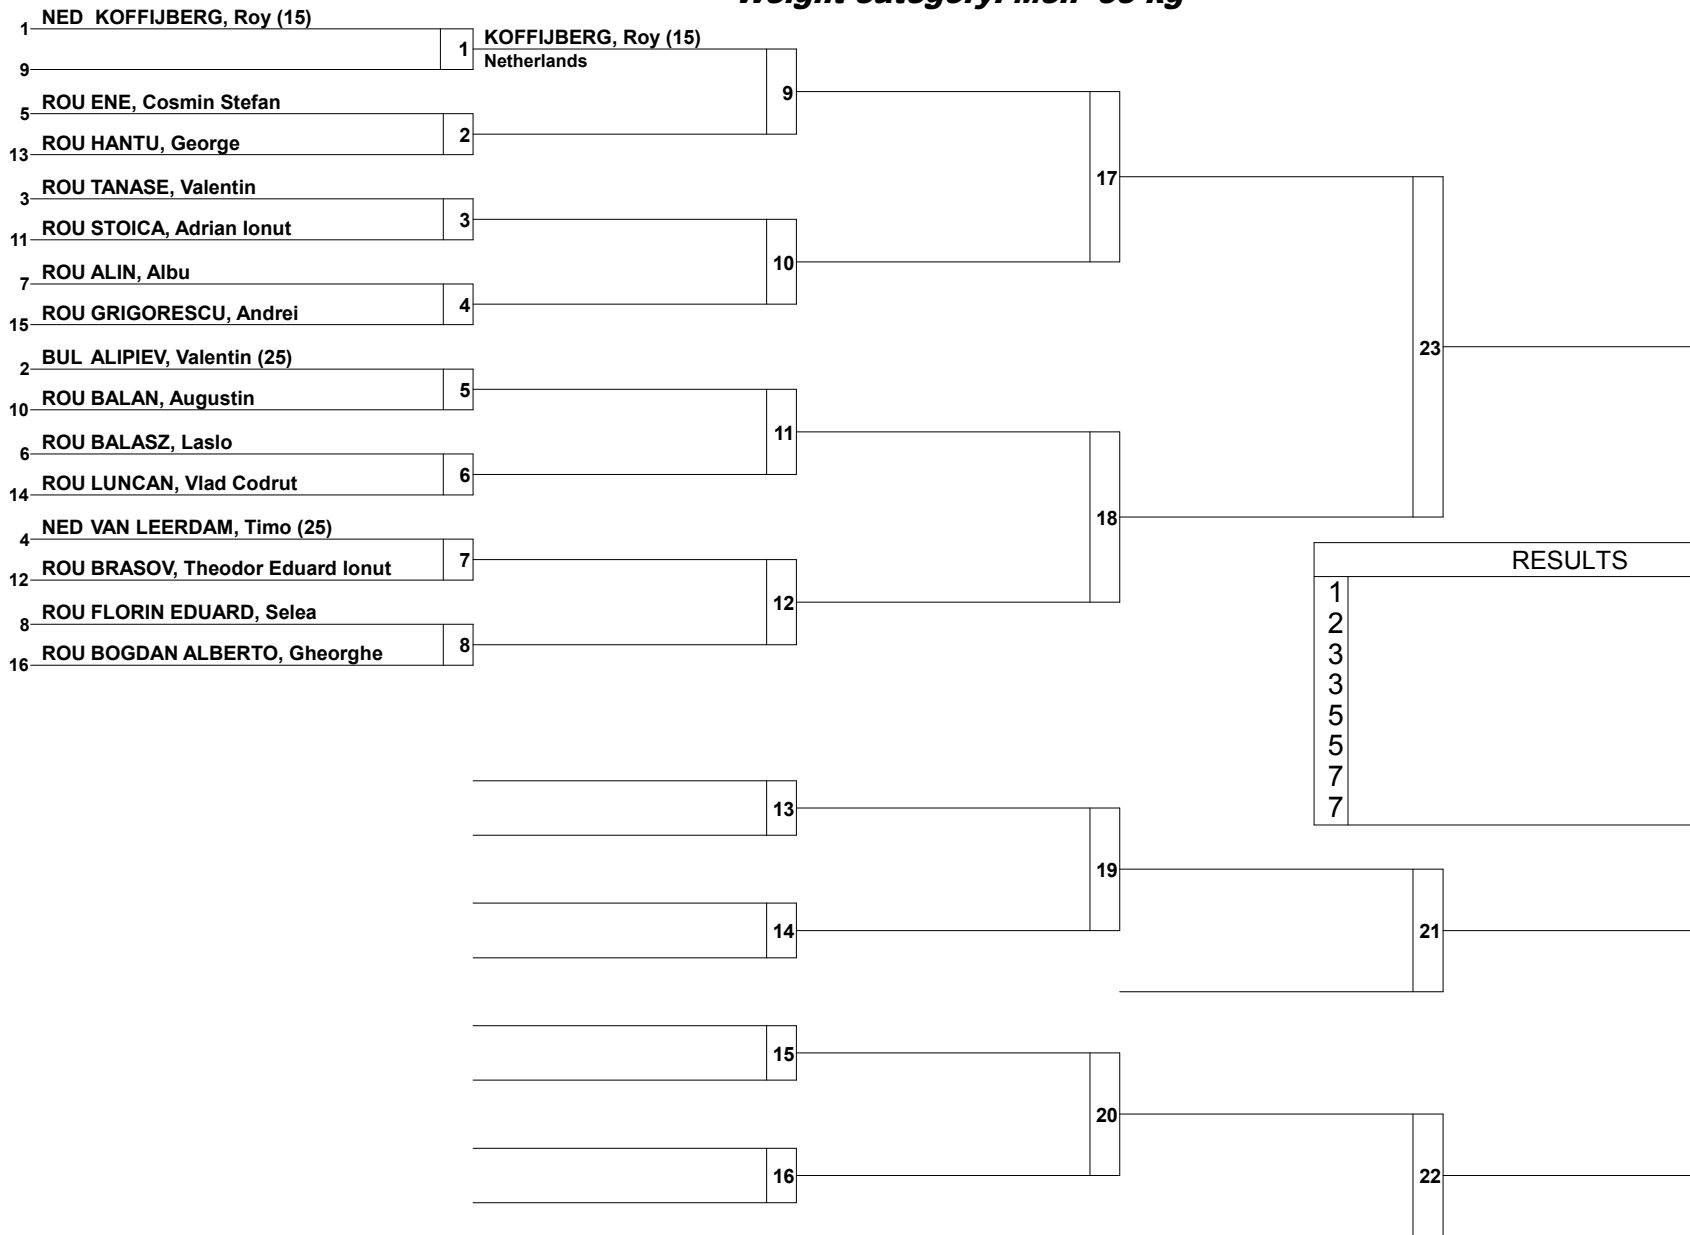 1 NED KOFFIJBERG, Roy (15)
9
1
KOFFIJBERG, Roy (15)
Netherlands
5 ROU ENE, Cosmin Stefan
13 ROU HANTU, George
2
9
3 ROU TANASE, Valentin
11 ROU STOICA, Adrian Ionut
3
17
7 ROU ALIN, Albu
15 ROU GRIGORESCU, Andrei
4
10
2 BUL ALIPIEV, Valentin (25)
10 ROU BALAN, Augustin
5
23
6 ROU BALASZ, Laslo
14 ROU LUNCAN, Vlad Codrut
6
11
4 NED VAN LEERDAM, Timo (25)
12 ROU BRASOV, Theodor Eduard Ionut
7
18
8 ROU FLORIN EDUARD, Selea
16 ROU BOGDAN ALBERTO, Gheorghe
8
12
RESULTS
1
2
3
3
5
5
7
7
13
19
14
21
15
20
16
22